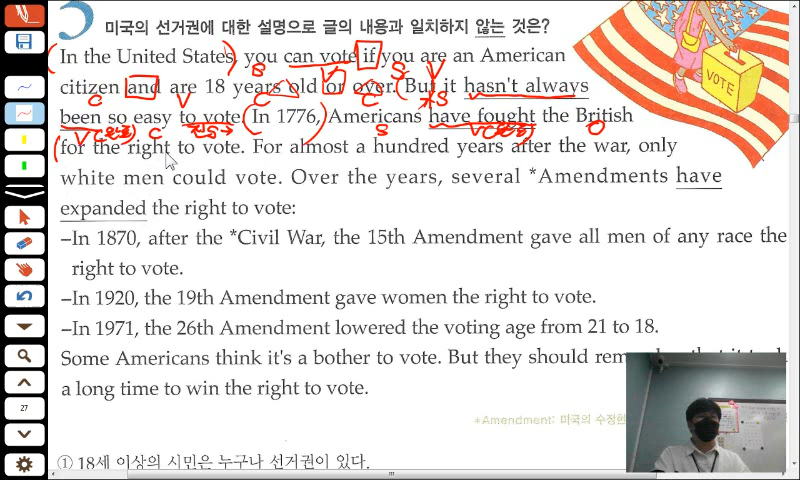 5
미국의 선거권에 대한 설명으로 글의 내용과 일치하지 않는 것은?
In the United States, you can vote if you are an American
citizen and are 18 years old or over. But it hasn't always
been so easy to vote. In 1776, Americans have fought the British
for the right to vote. For almost a hundred years after the war, only
white men could vote. Over the years, several *Amendments have
expanded the right to vote:
–In 1870, after the *Civil War, the 15th Amendment gave all men of any race the
right to vote.
–In 1920, the 19th Amendment gave women the right to vote.
–In 1971, the 26th Amendment lowered the voting age from 21 to 18.
Some Americans think it's a bother to vote. But they should
a long time to win the right to vote.
*Amendment: 미국의 수정헌
① 18세 이상의 시민은 누구나 선거권이 있다.
VOTE
27
S
S V
C V C C S
V C S V O